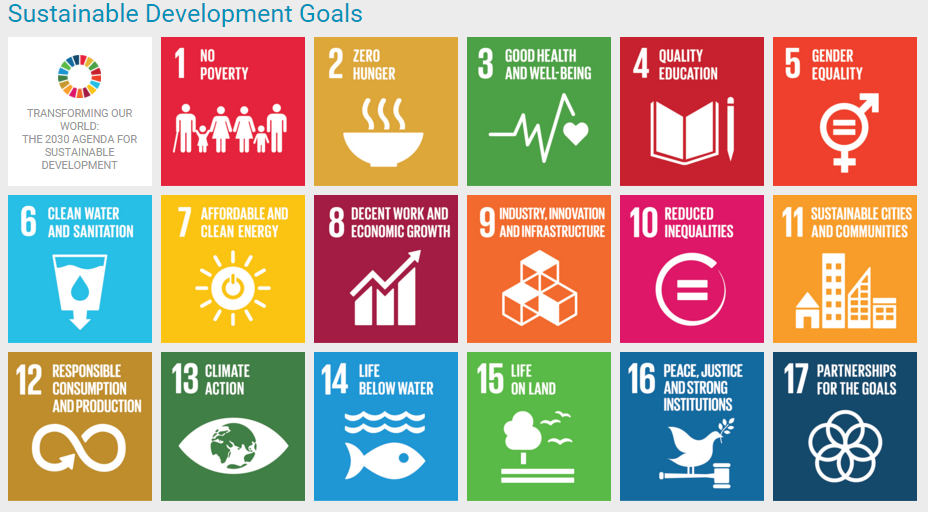 Sustainable Development Goals
TRANSFORMING OUR
WORLD:
THE 2030 AGENDA FOR
SUSTAINABLE
DEVELOPMENT
1 NO
POVERTY
2 ZERO
HUNGER
3 GOOD HEALTH
AND WELL-BEING
4 QUALITY
EDUCATION
5 GENDER
EQUALITY
6 CLEAN WATER
AND SANITATION
7 AFFORDABLE AND
CLEAN ENERGY
8 DECENT WORK AND
ECONOMIC GROWTH
9 INDUSTRY, INNOVATION
AND INFRASTRUCTURE
10 REDUCED
INEQUALITIES
11 SUSTAINABLE CITIES
AND COMMUNITIES
12 RESPONSIBLE
CONSUMPTION
AND PRODUCTION
13 CLIMATE
ACTION
14 LIFE
BELOW WATER
15 LIFE
ON LAND
16 PEACE, JUSTICE
AND STRONG
INSTITUTIONS
17 PARTNERSHIPS
FOR THE GOALS